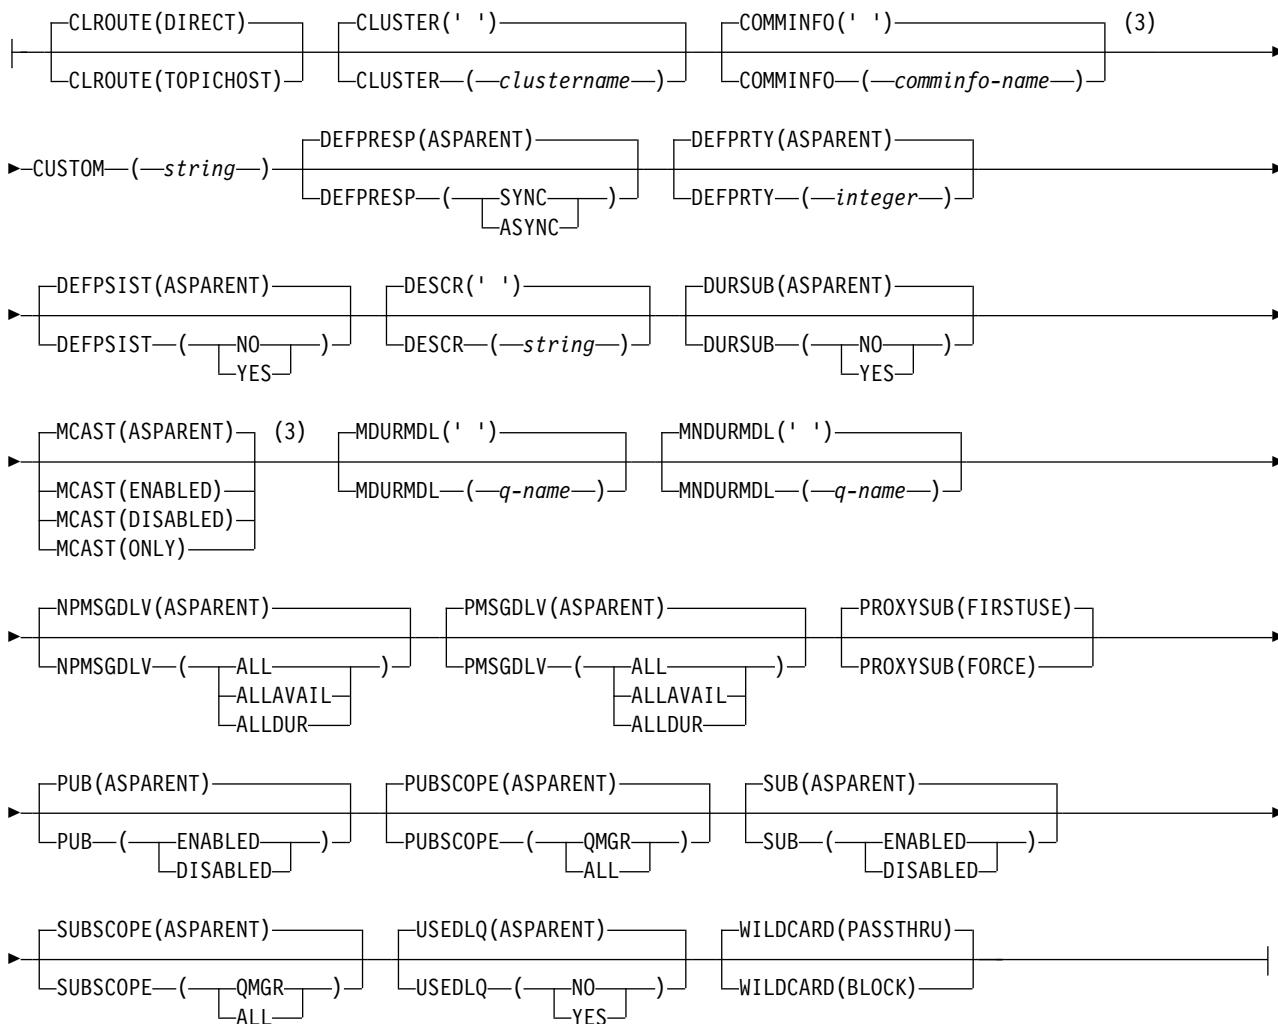 CLROUTE(DIRECT) CLUSTER(' ') COMMINFO(' ') (3)
CLROUTE(TOPICHOST) CLUSTER ( clustername ) COMMINFO ( comminfo-name )
DEFPRESP(ASPARENT) DEFPRTY(ASPARENT)
CUSTOM ( string )
DEFPRESP ( SYNC ) DEFPRTY ( integer )
ASYNC
DEFPSIST(ASPARENT) DESCR(' ') DURSUB(ASPARENT)
DEFPSIST ( NO ) DESCR ( string ) DURSUB ( NO )
YES YES
MCAST(ASPARENT) (3) MDURMDL(' ') MNDURMDL(' ')
MCAST(ENABLED) MDURMDL ( q-name ) MNDURMDL ( q-name )
MCAST(DISABLED)
MCAST(ONLY)
NPMSGDLV(ASPARENT) PMSGDLV(ASPARENT) PROXYSUB(FIRSTUSE)
NPMSGDLV ( ALL ) PMSGDLV ( ALL ) PROXYSUB(FORCE)
ALLAVAIL ALLAVAIL
ALLDUR ALLDUR
PUB(ASPARENT) PUBSCOPE(ASPARENT) SUB(ASPARENT)
PUB ( ENABLED ) PUBSCOPE ( QMGR ) SUB ( ENABLED )
DISABLED ALL DISABLED
SUBSCOPE(ASPARENT) USEDLQ(ASPARENT) WILDCARD(PASSTHRU)
SUBSCOPE ( QMGR ) USEDLQ ( NO ) WILDCARD(BLOCK)
ALL YES